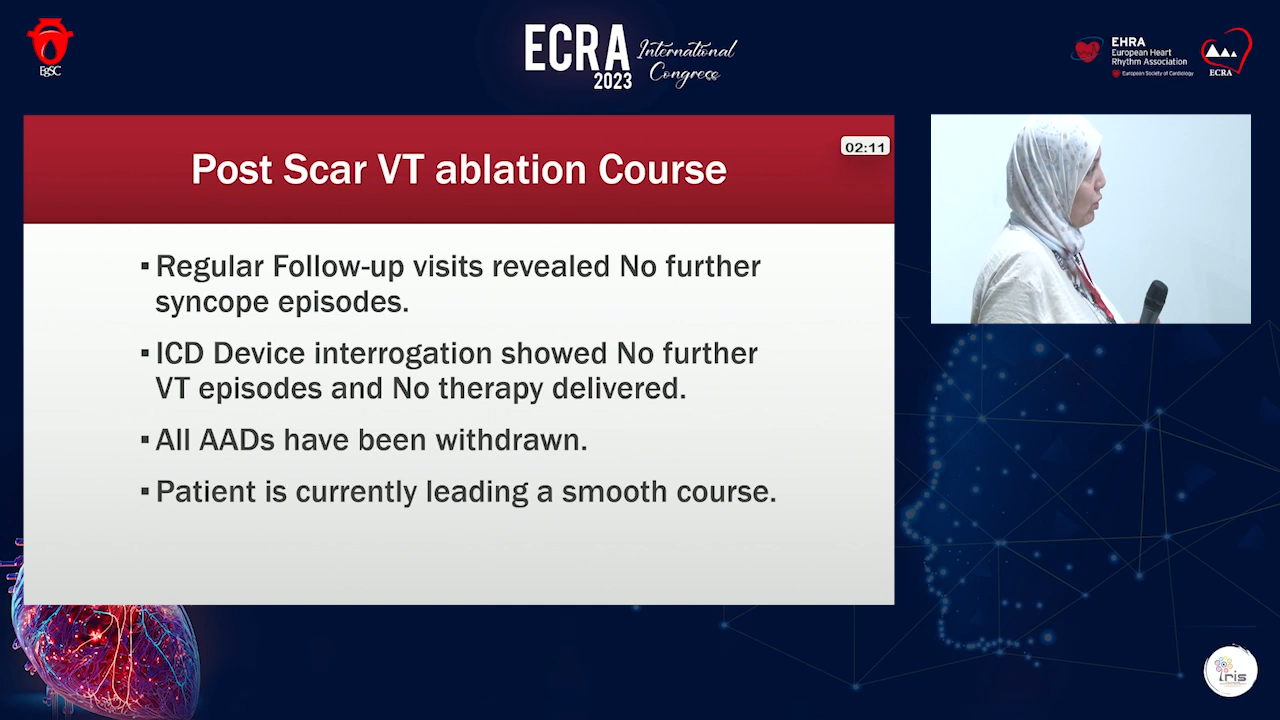 EgSC
ECRA
2023
International
Congress
EHRA
European Heart
Rhythm Association
European Society of Cardiology
ECRA
Post Scar VT ablation Course
02:11
▪ Regular Follow-up visits revealed No further
syncope episodes.
▪ ICD Device interrogation showed No further
VT episodes and No therapy delivered.
▪ All AADs have been withdrawn.
▪ Patient is currently leading a smooth course.
iris